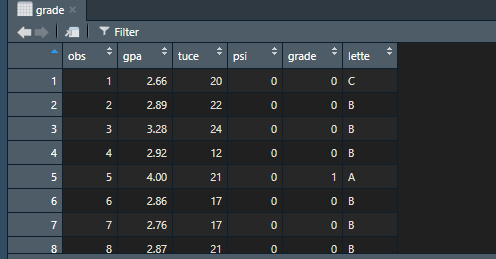 grade
Filter
obs gpa tuce psi grade lette
1 1 2.66 20 0 0 C
2 2 2.89 22 0 0 B
3 3 3.28 24 0 0 B
4 4 2.92 12 0 0 B
5 5 4.00 21 0 1 A
6 6 2.86 17 0 0 B
7 7 2.76 17 0 0 B
8 8 2.87 21 0 0 B